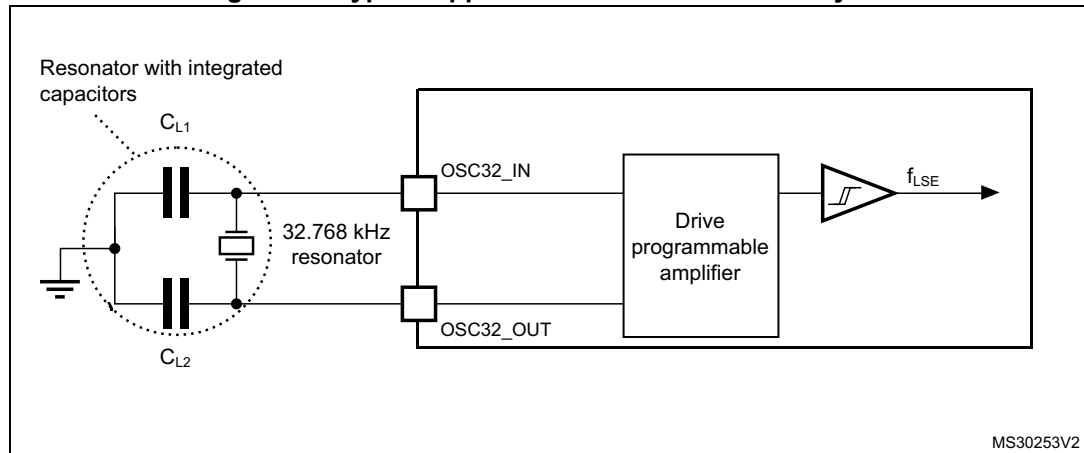 Resonator with integrated
capacitors
CL1
OSC32_IN
fLSE
32.768 kHz
resonator
Drive
programmable
amplifier
OSC32_OUT
CL2
MS30253V2